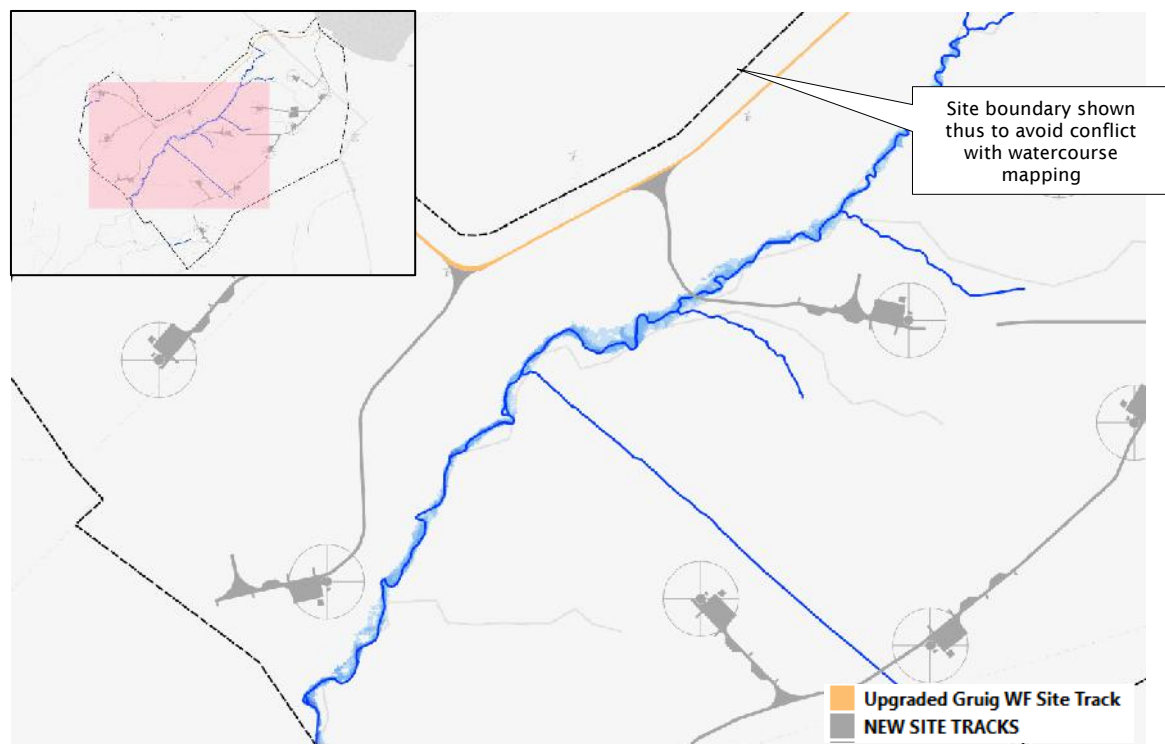 Site boundary shown
thus to avoid conflict
with watercourse
mapping
Upgraded Gruig WF Site Track
NEW SITE TRACKS